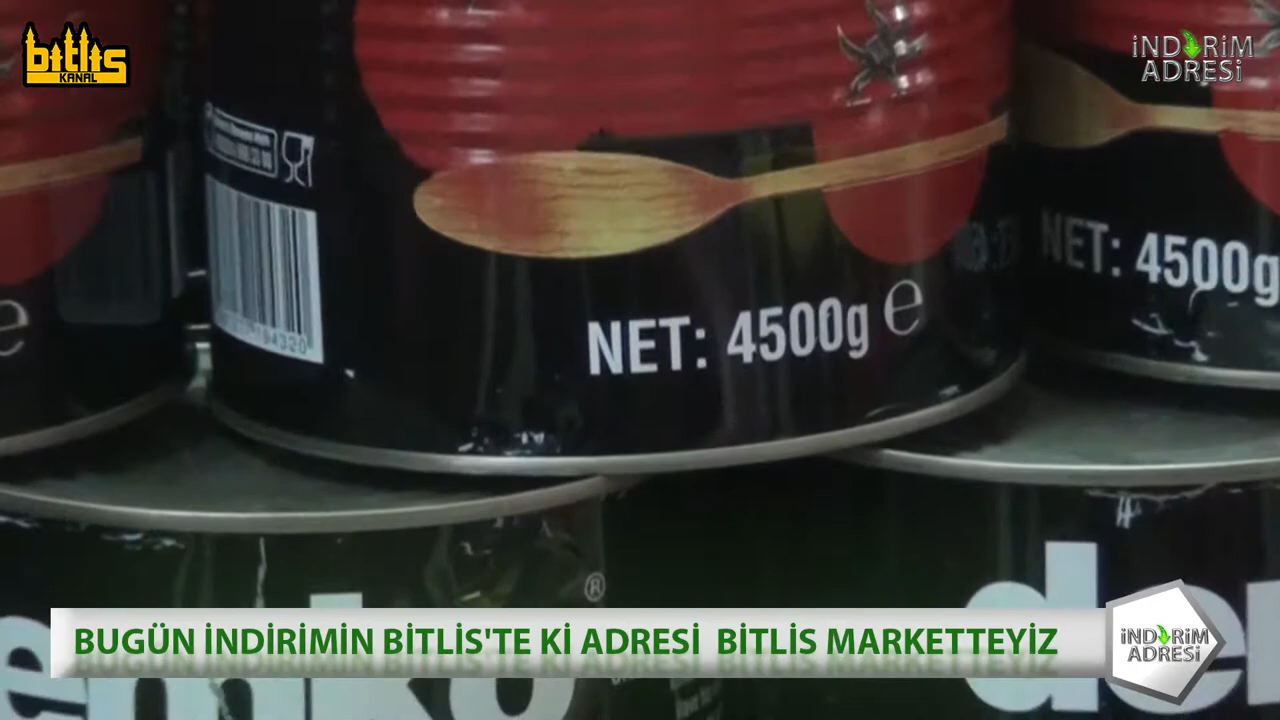 bitlis
KANAL
İNDİRİM
ADRESİ
NET: 4500g e
NET: 4500g
e
®
de
BUGÜN İNDİRİMİN BİTLİS'TE Kİ ADRESİ BİTLİS MARKETTEYİZ
İNDİRİM
ADRESİ